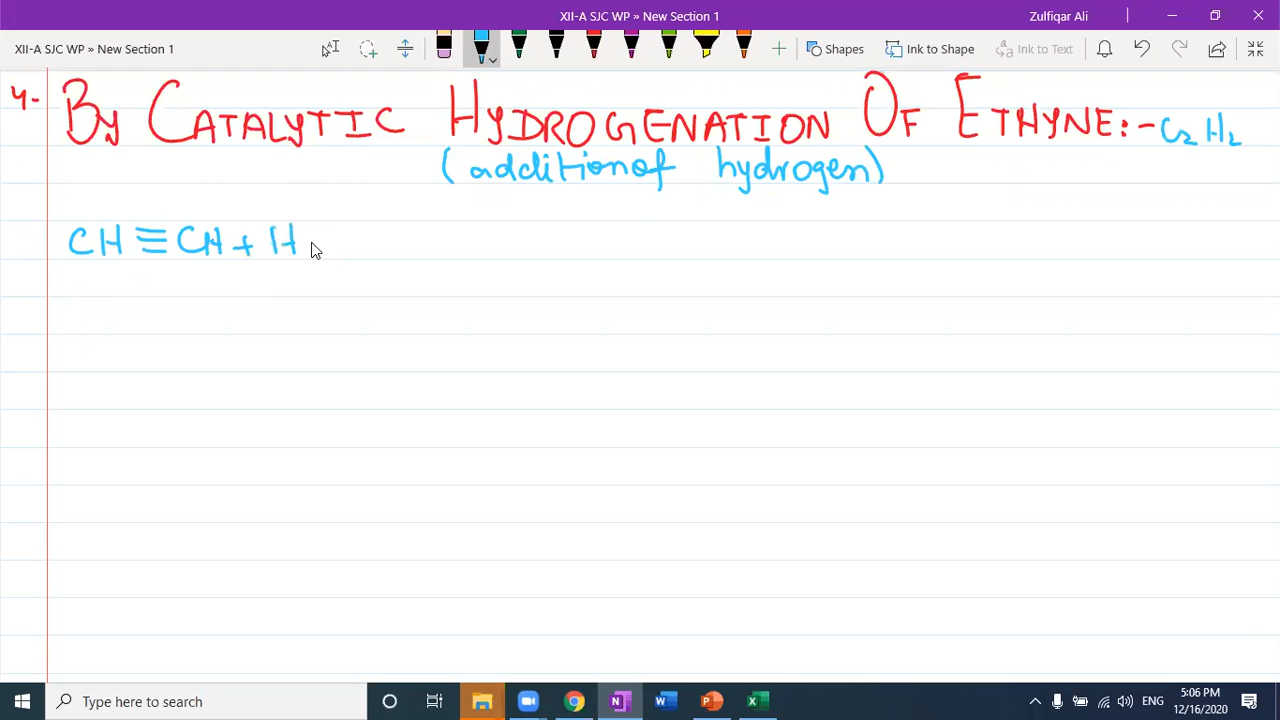 XII-A SJC WP » New Section 1
Zulfiqar Ali
XII-A SJC WP » New Section 1
Shapes
Ink to Shape
Ink to Text
4- By CATALYTIC HYDROGENATION OF ETHYNE:- C2H2
(addition of hydrogen)
CH≡CH + H
Type here to search
ENG
5:06 PM
12/16/2020